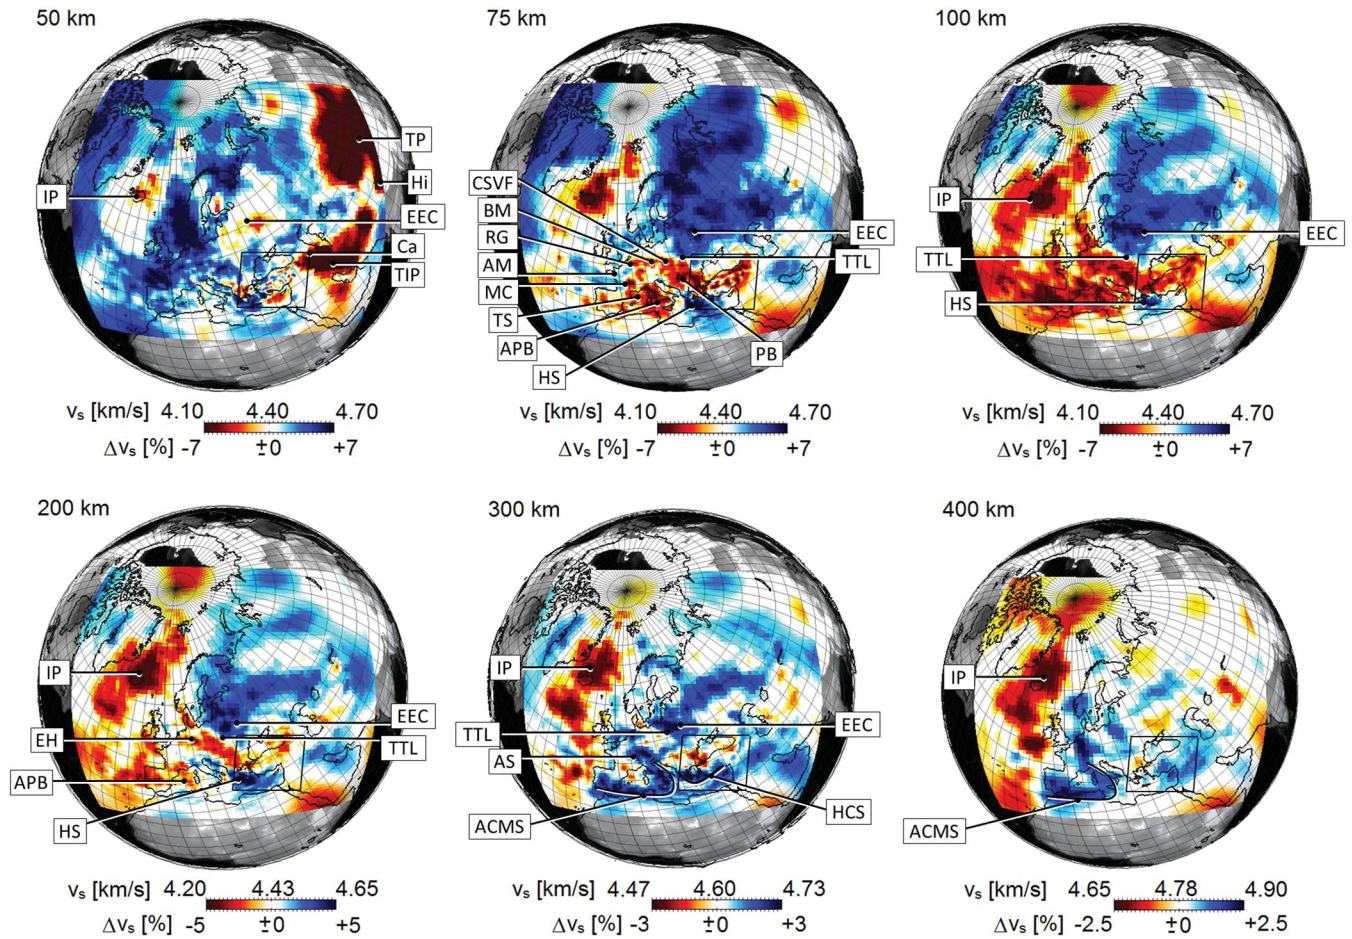 50 km
TP
Hi
IP
EEC
Ca
TIP
vs [km/s] 4.10 4.40 4.70
Δvs [%] -7 ±0 +7
75 km
CSVF
BM
RG
AM
MC
TS
APB
HS
EEC
TTL
PB
vs [km/s] 4.10 4.40 4.70
Δvs [%] -7 ±0 +7
100 km
IP
EEC
TTL
HS
vs [km/s] 4.10 4.40 4.70
Δvs [%] -7 ±0 +7
200 km
IP
EEC
EH
TTL
APB
HS
vs [km/s] 4.20 4.43 4.65
Δvs [%] -5 ±0 +5
300 km
IP
EEC
TTL
AS
HCS
ACMS
vs [km/s] 4.47 4.60 4.73
Δvs [%] -3 ±0 +3
400 km
IP
ACMS
vs [km/s] 4.65 4.78 4.90
Δvs [%] -2.5 ±0 +2.5